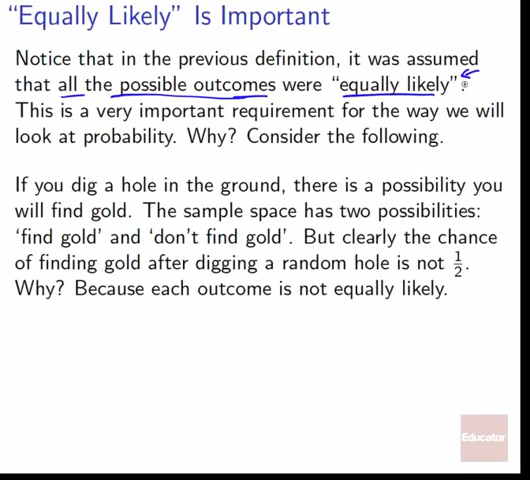 “Equally Likely” Is Important
Notice that in the previous definition, it was assumed
that all the possible outcomes were “equally likely”.
This is a very important requirement for the way we will
look at probability. Why? Consider the following.
If you dig a hole in the ground, there is a possibility you
will find gold. The sample space has two possibilities:
‘find gold’ and ‘don’t find gold’. But clearly the chance
of finding gold after digging a random hole is not 1/2.
Why? Because each outcome is not equally likely.
Educator